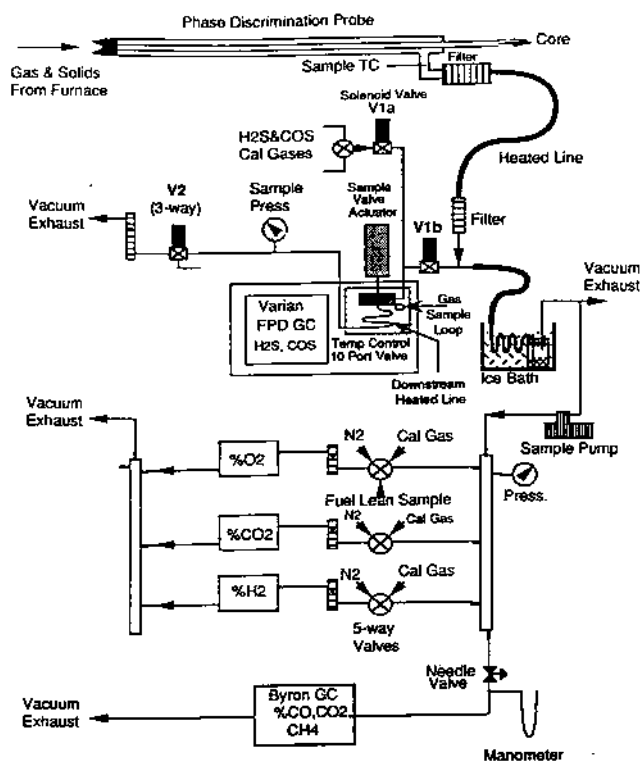 Phase Discrimination Probe
Core
Gas & Solids
From Furnace
Sample TC
Filter
Solenoid Valve
V1a
H2S&COS
Cal Gases
Heated Line
Vacuum
Exhaust
V2
(3-way)
Sample
Press
Sample
Valve
Actuator
V1b
Filter
Vacuum
Exhaust
Varian
FPD GC
H2S, COS
Gas
Sample
Loop
Temp Control
10 Port Valve
Downstream
Heated Line
Ice Bath
Vacuum
Exhaust
Sample Pump
%O2
N2
Cal Gas
Press.
Fuel Lean Sample
%CO2
N2
Cal Gas
%H2
N2
Cal Gas
5-way
Valves
Needle
Valve
Vacuum
Exhaust
Byron GC
%CO,CO2
CH4
Manometer